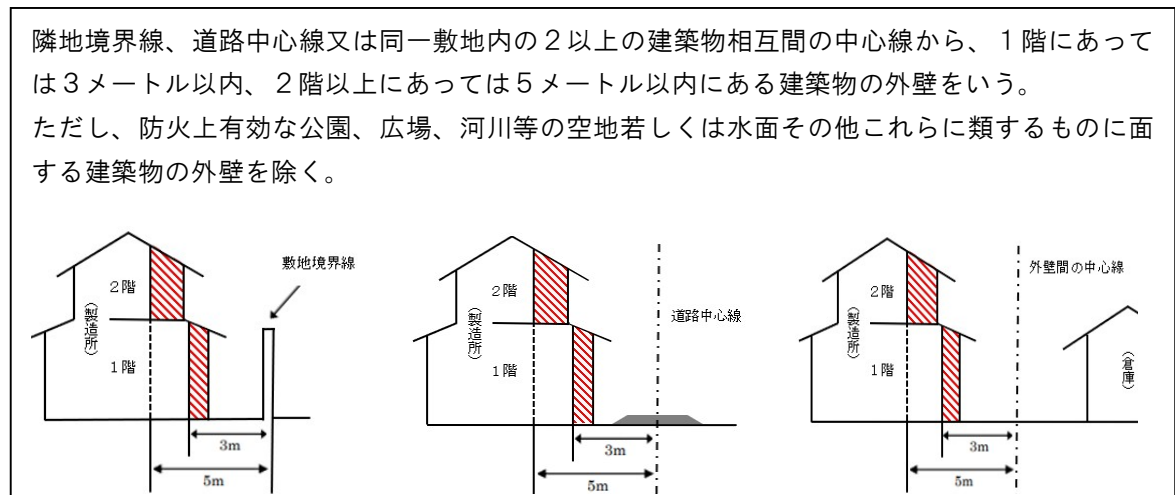 隣地境界線、道路中心線又は同一敷地内の２以上の建築物相互間の中心線から、１階にあって
は３メートル以内、２階以上にあっては５メートル以内にある建築物の外壁をいう。
ただし、防火上有効な公園、広場、河川等の空地若しくは水面その他これらに類するものに面
する建築物の外壁を除く。
敷地境界線
２階
（製造所）
１階
3m
5m
２階
（製造所）
道路中心線
１階
3m
5m
外壁間の中心線
２階
（製造所）
１階
（倉庫）
3m
5m